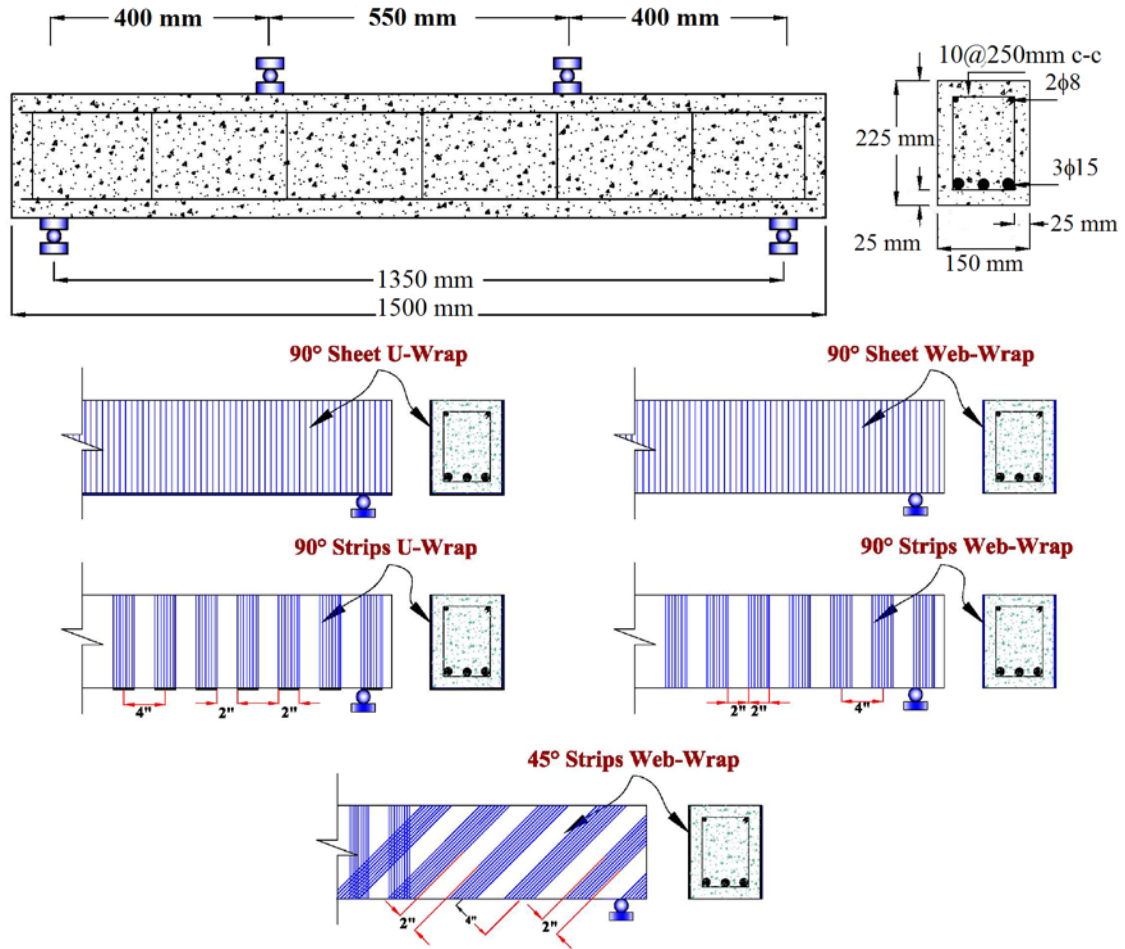 400 mm 550 mm 400 mm
10@250mm c-c
2ϕ8
225 mm
3ϕ15
25 mm 25 mm
150 mm
1350 mm
1500 mm
90° Sheet U-Wrap 90° Sheet Web-Wrap
90° Strips U-Wrap 90° Strips Web-Wrap
4" 2" 2" 2" 2" 4"
45° Strips Web-Wrap
2" 4" 2"